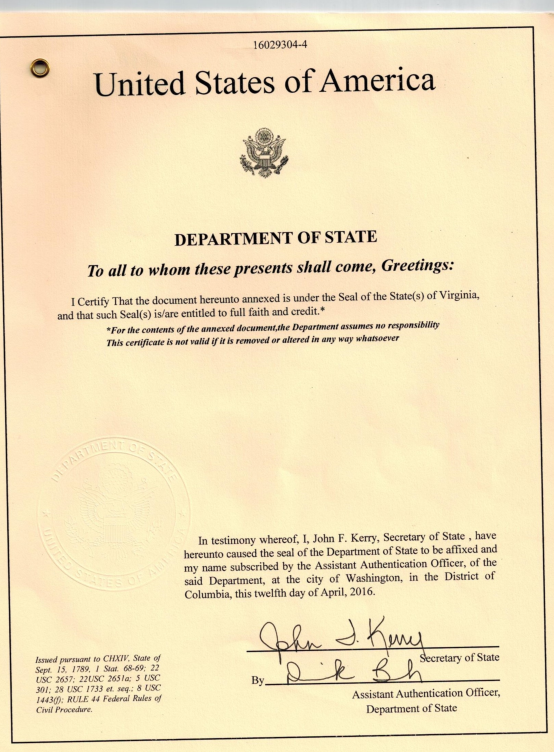 16029304-4
United States of America
DEPARTMENT OF STATE
To all to whom these presents shall come, Greetings:
I Certify That the document hereunto annexed is under the Seal of the State(s) of Virginia,
and that such Seal(s) is/are entitled to full faith and credit.*
*For the contents of the annexed document,the Department assumes no responsibility
This certificate is not valid if it is removed or altered in any way whatsoever
DEPARTMENT OF STATE
UNITED STATES OF
In testimony whereof, I, John F. Kerry, Secretary of State , have
hereunto caused the seal of the Department of State to be affixed and
my name subscribed by the Assistant Authentication Officer, of the
said Department, at the city of Washington, in the District of
Columbia, this twelfth day of April, 2016.
John F. Kerry
Secretary of State
By
Assistant Authentication Officer,
Department of State
Issued pursuant to CHXIV, State of
Sept. 15, 1789, 1 Stat. 68-69; 22
USC 2657; 22USC 2651a; 5 USC
301; 28 USC 1733 et. seq.; 8 USC
1443(f); RULE 44 Federal Rules of
Civil Procedure.